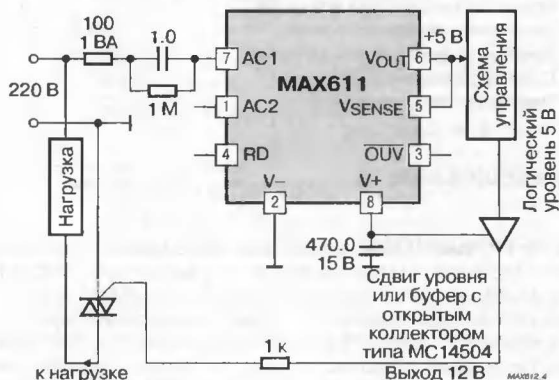 100
1 ВА
1.0
1 М
220 В
Нагрузка
к нагрузке
7 AC1
1 AC2
4 RD
MAX611
+5 В
VOUT 6
VSENSE 5
OUV 3
V– 2
V+ 8
470.0
15 В
Схема
управления
Логический
уровень 5 В
Сдвиг уровня
или буфер с
открытым
коллектором
типа MC14504
Выход 12 В
1 к
MAX612_4